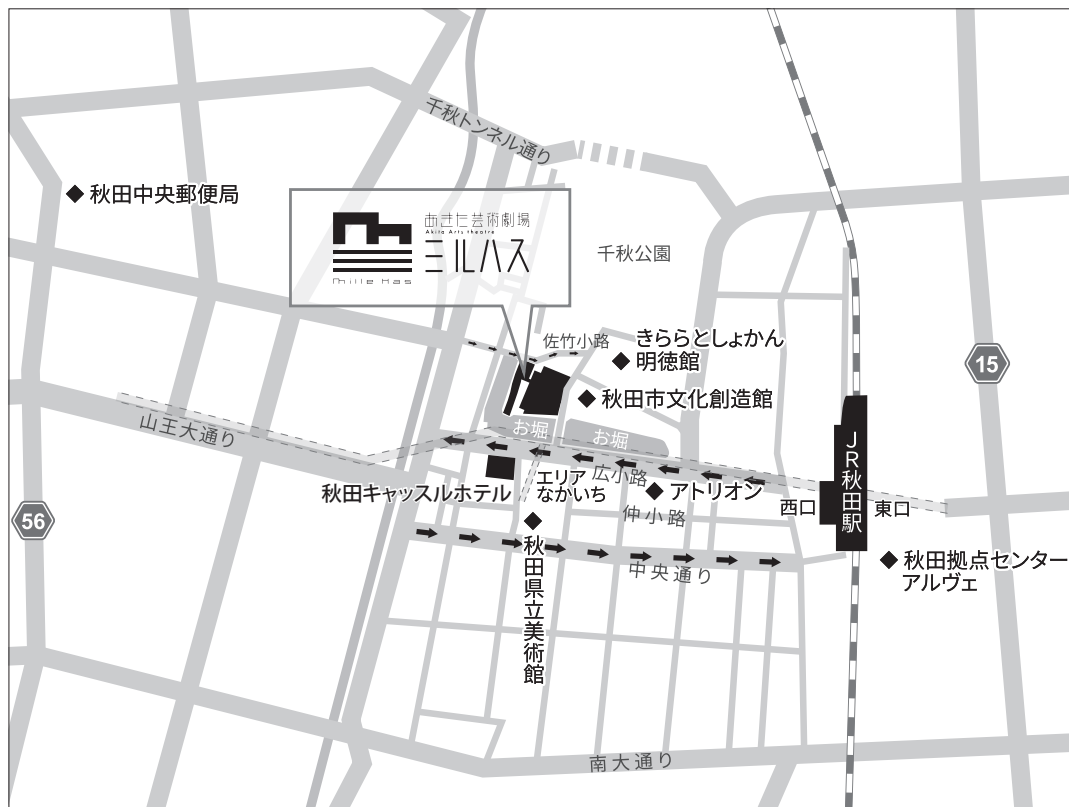 千秋トンネル通り
秋田中央郵便局
あきた芸術劇場
Akita Arts theatre
ミルハス
千秋公園
佐竹小路
きららとしょかん
明徳館
15
秋田市文化創造館
山王大通り
お堀
お堀
JR秋田駅
広小路
エリア
なかいち
秋田キャッスルホテル
アトリオン
西口
東口
56
仲小路
秋田県立美術館
秋田拠点センター
アルヴェ
中央通り
南大通り